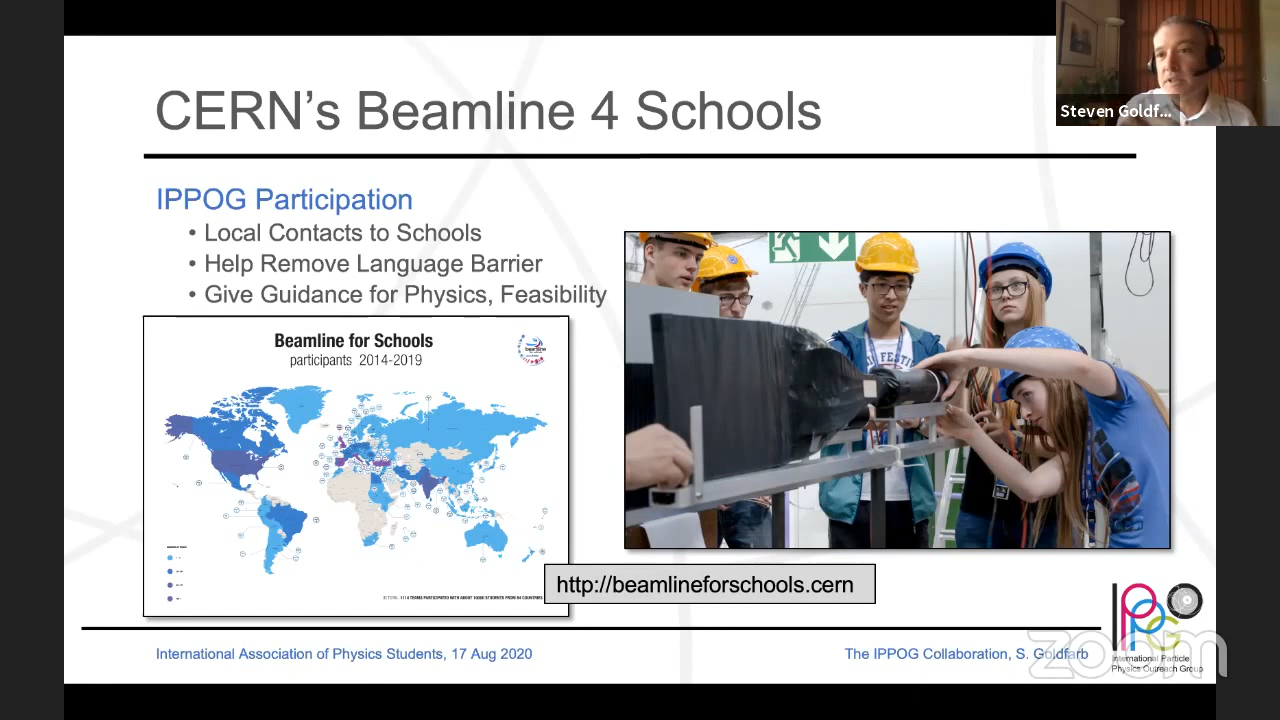 CERN's Beamline 4 Schools
Steven Goldf...
IPPOG Participation
• Local Contacts to Schools
• Help Remove Language Barrier
• Give Guidance for Physics, Feasibility
Beamline for Schools
participants 2014-2019
http://beamlineforschools.cern
International Association of Physics Students, 17 Aug 2020
The IPPOG Collaboration, S. Goldfarb
zoom
IPPOG
International Particle
Physics Outreach Group